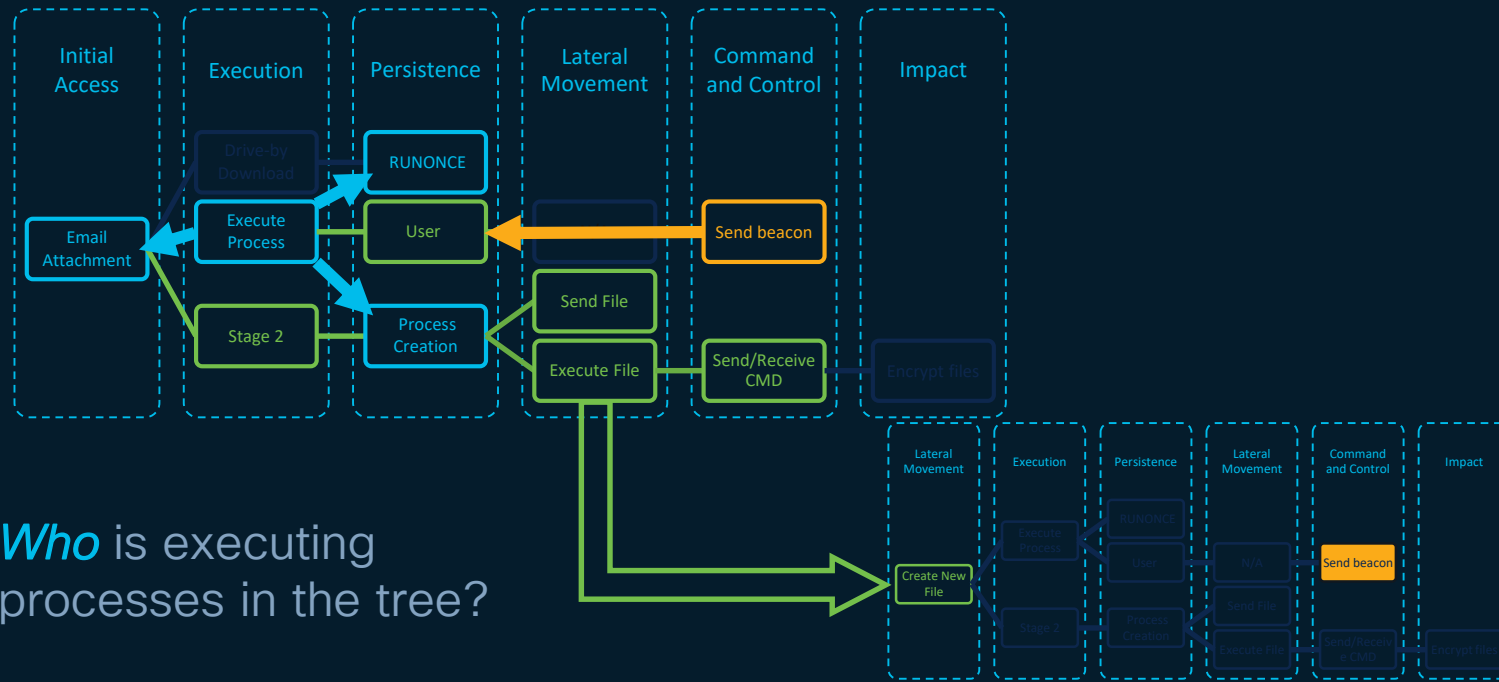 Initial
Access
Execution
Persistence
Lateral
Movement
Command
and Control
Impact
Drive-by
Download
RUNONCE
Email
Attachment
Execute
Process
User
Send beacon
Stage 2
Process
Creation
Send File
Execute File
Send/Receive
CMD
Encrypt files
Who is executing
processes in the tree?
Lateral
Movement
Execution
Persistence
Lateral
Movement
Command
and Control
Impact
Create New
File
Execute
Process
RUNONCE
User
N/A
Send beacon
Stage 2
Process
Creation
Send File
Execute File
Send/Receiv
e CMD
Encrypt files